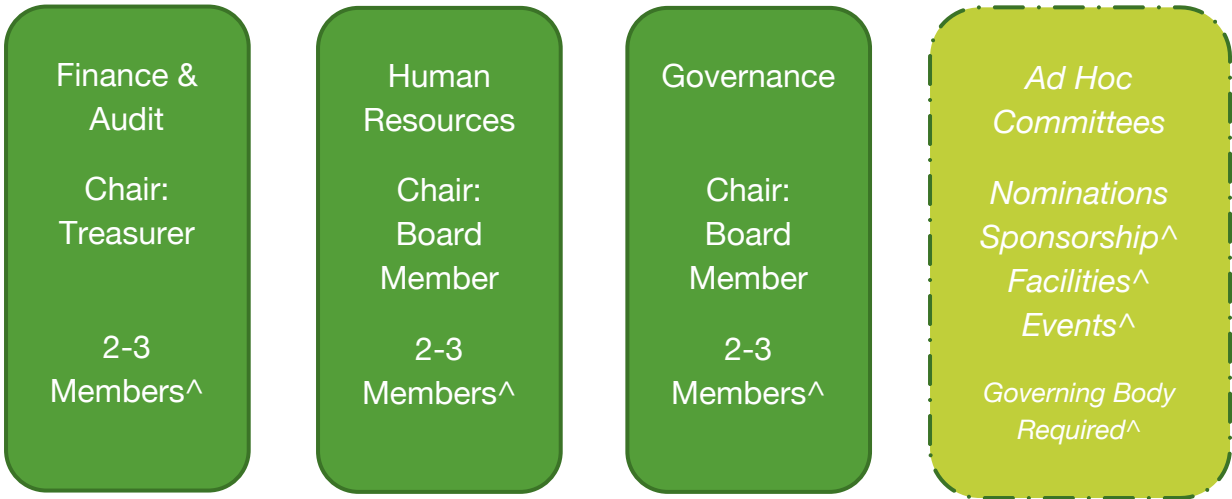 Finance &
Audit
Chair:
Treasurer
2-3
Members^
Human
Resources
Chair:
Board
Member
2-3
Members^
Governance
Chair:
Board
Member
2-3
Members^
Ad Hoc
Committees
Nominations
Sponsorship^
Facilities^
Events^
Governing Body
Required^